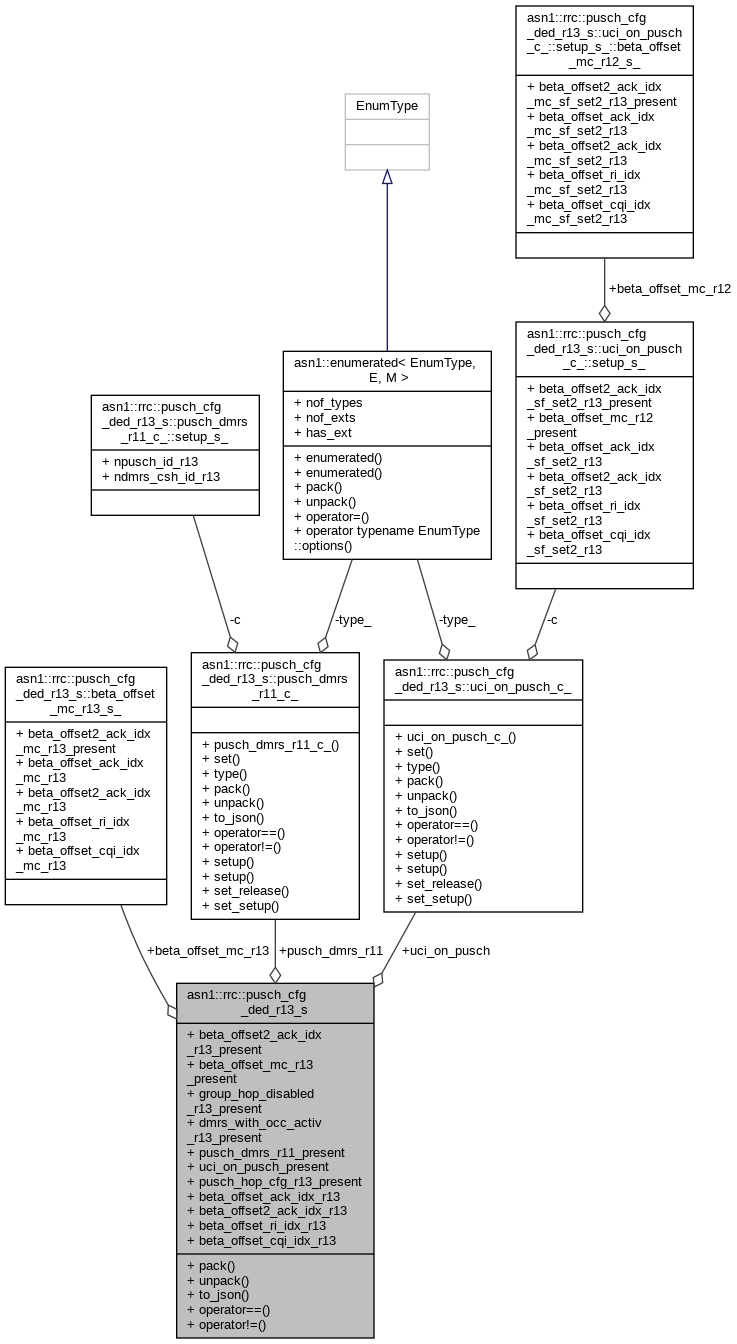 asn1::rrc::pusch_cfg
_ded_r13_s::uci_on_pusch
_c_::setup_s_::beta_offset
_mc_r12_s_
+ beta_offset2_ack_idx
_mc_sf_set2_r13_present
+ beta_offset_ack_idx
_mc_sf_set2_r13
+ beta_offset2_ack_idx
_mc_sf_set2_r13
+ beta_offset_ri_idx
_mc_sf_set2_r13
+ beta_offset_cqi_idx
_mc_sf_set2_r13
EnumType
+beta_offset_mc_r12
asn1::rrc::pusch_cfg
_ded_r13_s::uci_on_pusch
_c_::setup_s_
+ beta_offset2_ack_idx
_sf_set2_r13_present
+ beta_offset_mc_r12
_present
+ beta_offset_ack_idx
_sf_set2_r13
+ beta_offset2_ack_idx
_sf_set2_r13
+ beta_offset_ri_idx
_sf_set2_r13
+ beta_offset_cqi_idx
_sf_set2_r13
asn1::enumerated< EnumType,
E, M >
+ nof_types
+ nof_exts
+ has_ext
+ enumerated()
+ enumerated()
+ pack()
+ unpack()
+ operator=()
+ operator typename EnumType
::options()
asn1::rrc::pusch_cfg
_ded_r13_s::pusch_dmrs
_r11_c_::setup_s_
+ npusch_id_r13
+ ndmrs_csh_id_r13
-c
-type_
-type_
-c
asn1::rrc::pusch_cfg
_ded_r13_s::beta_offset
_mc_r13_s_
+ beta_offset2_ack_idx
_mc_r13_present
+ beta_offset_ack_idx
_mc_r13
+ beta_offset2_ack_idx
_mc_r13
+ beta_offset_ri_idx
_mc_r13
+ beta_offset_cqi_idx
_mc_r13
asn1::rrc::pusch_cfg
_ded_r13_s::pusch_dmrs
_r11_c_
+ pusch_dmrs_r11_c_()
+ set()
+ type()
+ pack()
+ unpack()
+ to_json()
+ operator==()
+ operator!=()
+ setup()
+ setup()
+ set_release()
+ set_setup()
asn1::rrc::pusch_cfg
_ded_r13_s::uci_on_pusch_c_
+ uci_on_pusch_c_()
+ set()
+ type()
+ pack()
+ unpack()
+ to_json()
+ operator==()
+ operator!=()
+ setup()
+ setup()
+ set_release()
+ set_setup()
+beta_offset_mc_r13
+pusch_dmrs_r11
+uci_on_pusch
asn1::rrc::pusch_cfg
_ded_r13_s
+ beta_offset2_ack_idx
_r13_present
+ beta_offset_mc_r13
_present
+ group_hop_disabled
_r13_present
+ dmrs_with_occ_activ
_r13_present
+ pusch_dmrs_r11_present
+ uci_on_pusch_present
+ pusch_hop_cfg_r13_present
+ beta_offset_ack_idx_r13
+ beta_offset2_ack_idx_r13
+ beta_offset_ri_idx_r13
+ beta_offset_cqi_idx_r13
+ pack()
+ unpack()
+ to_json()
+ operator==()
+ operator!=()